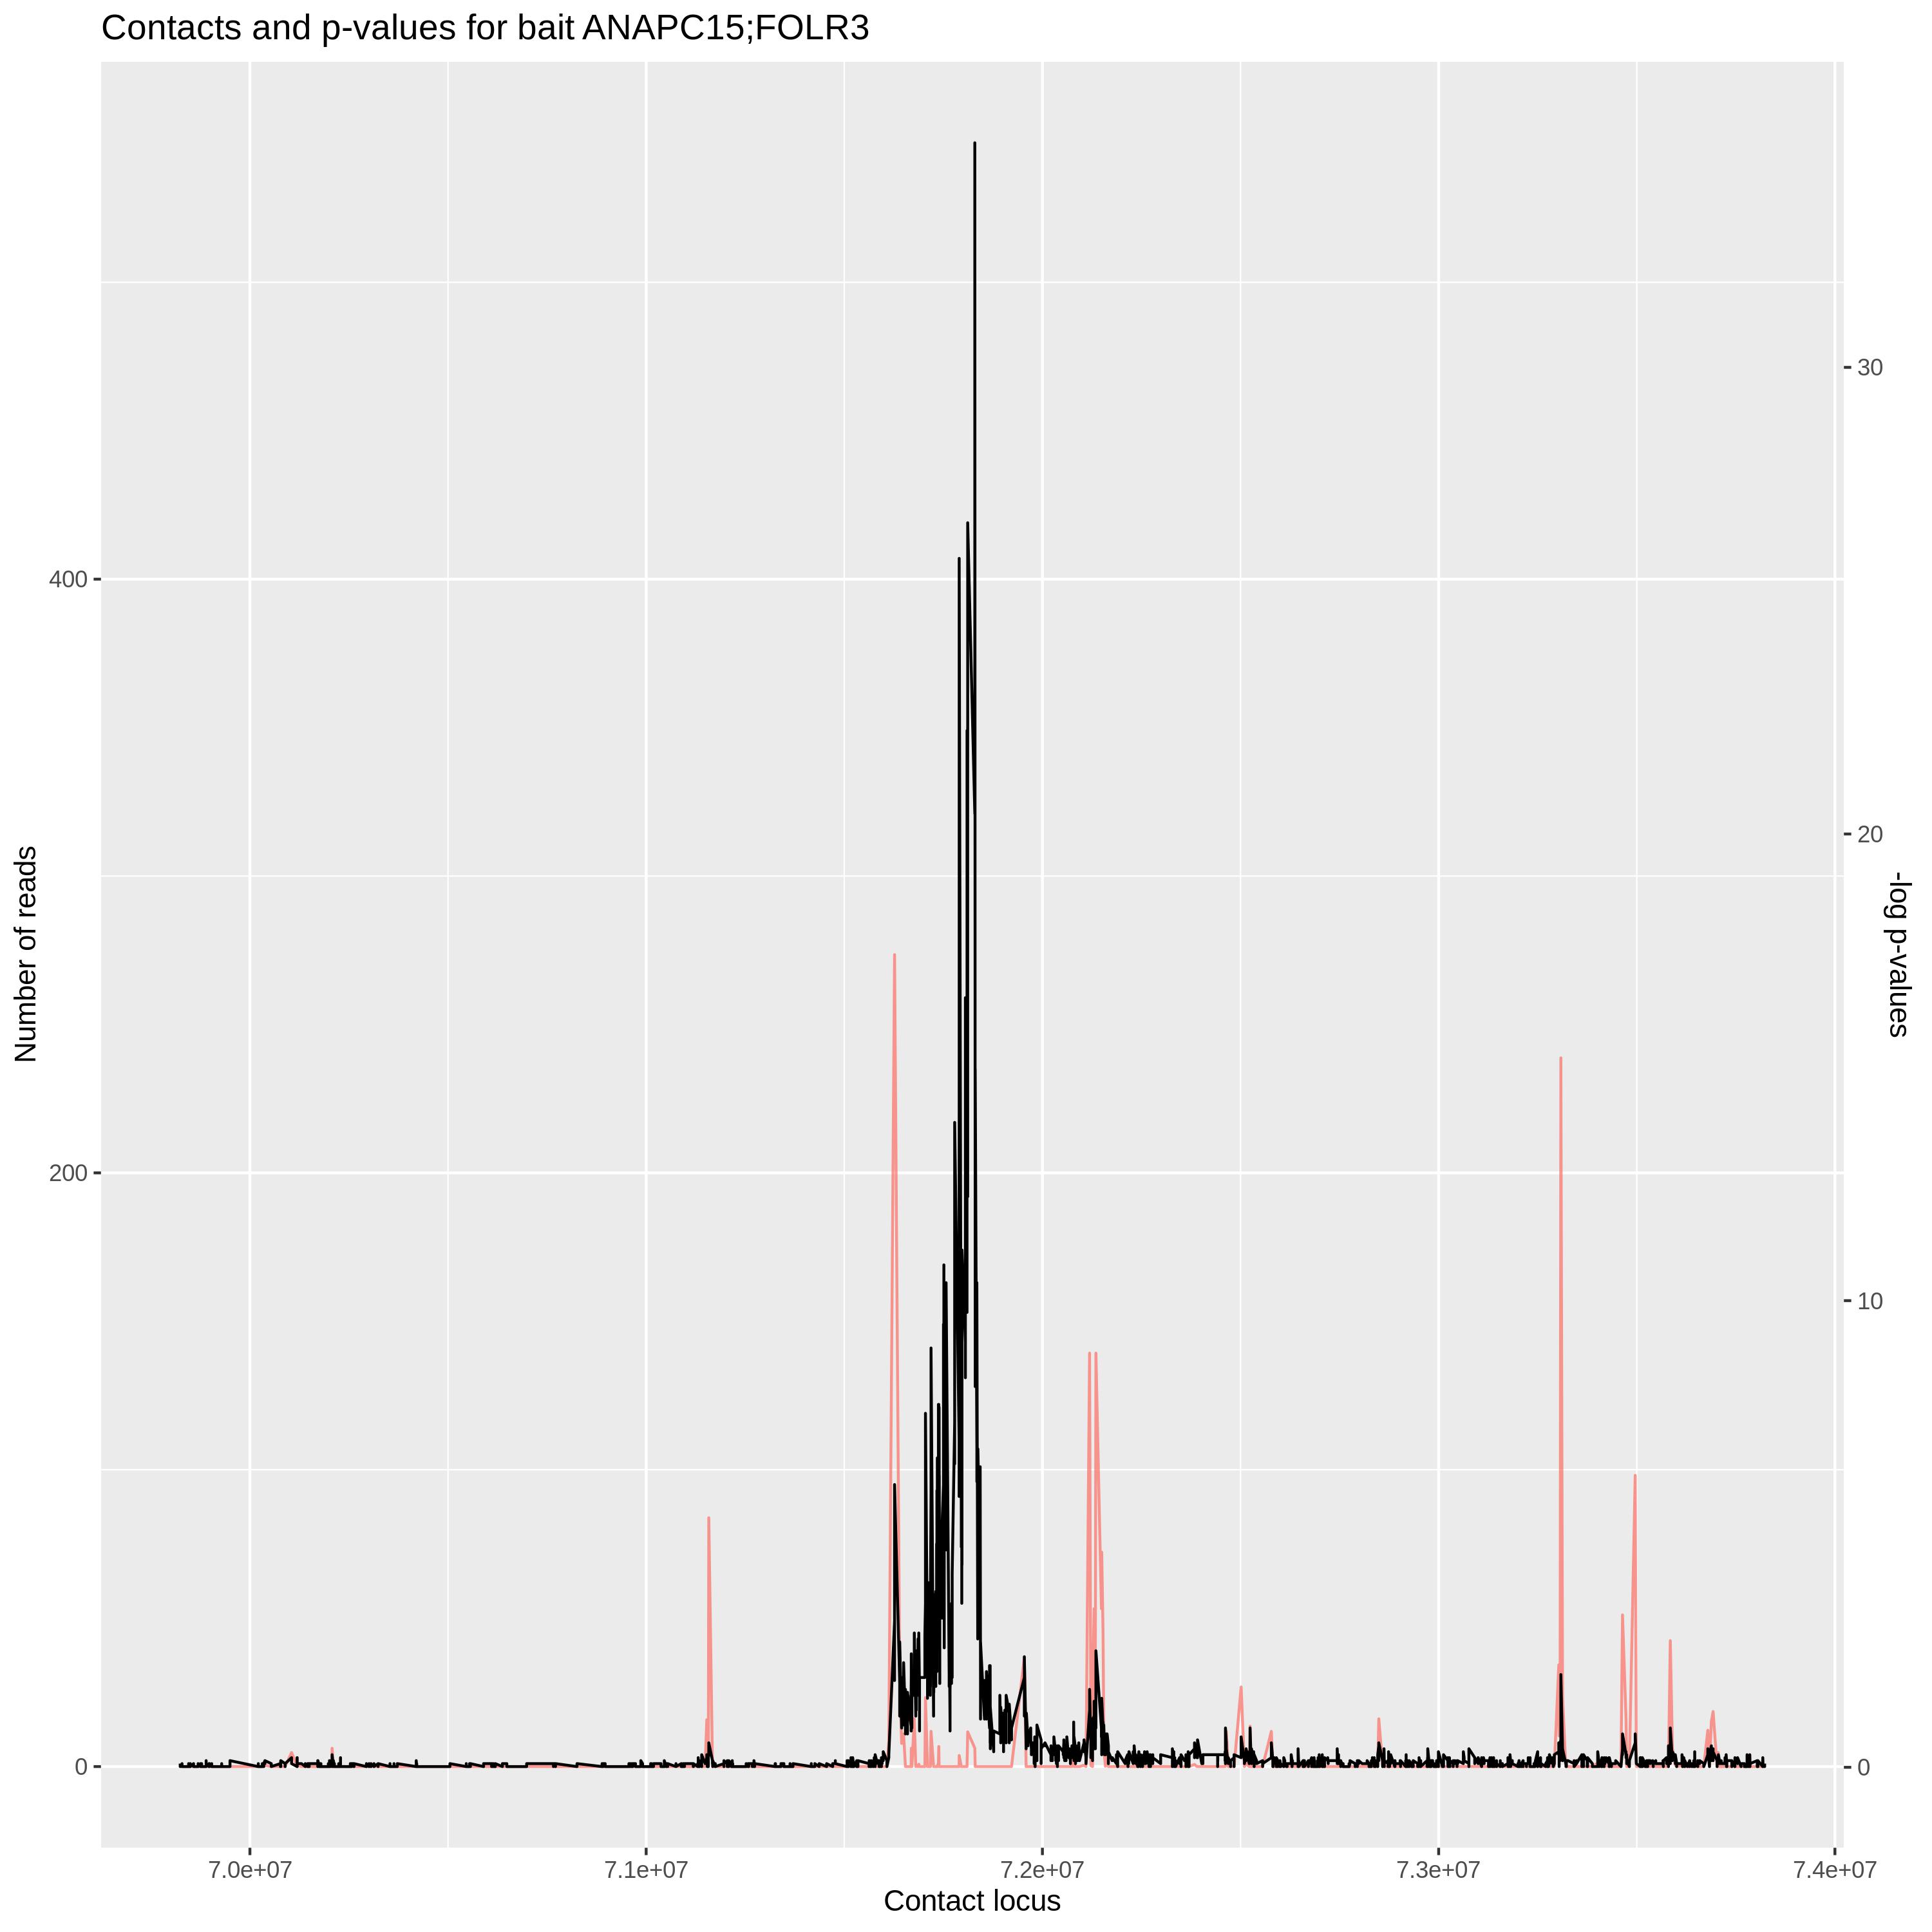 Contacts and p-values for bait ANAPC15;FOLR3
Number of reads
400
200
0
30
20
10
0
-log p-values
7.0e+07 7.1e+07 7.2e+07 7.3e+07 7.4e+07
Contact locus